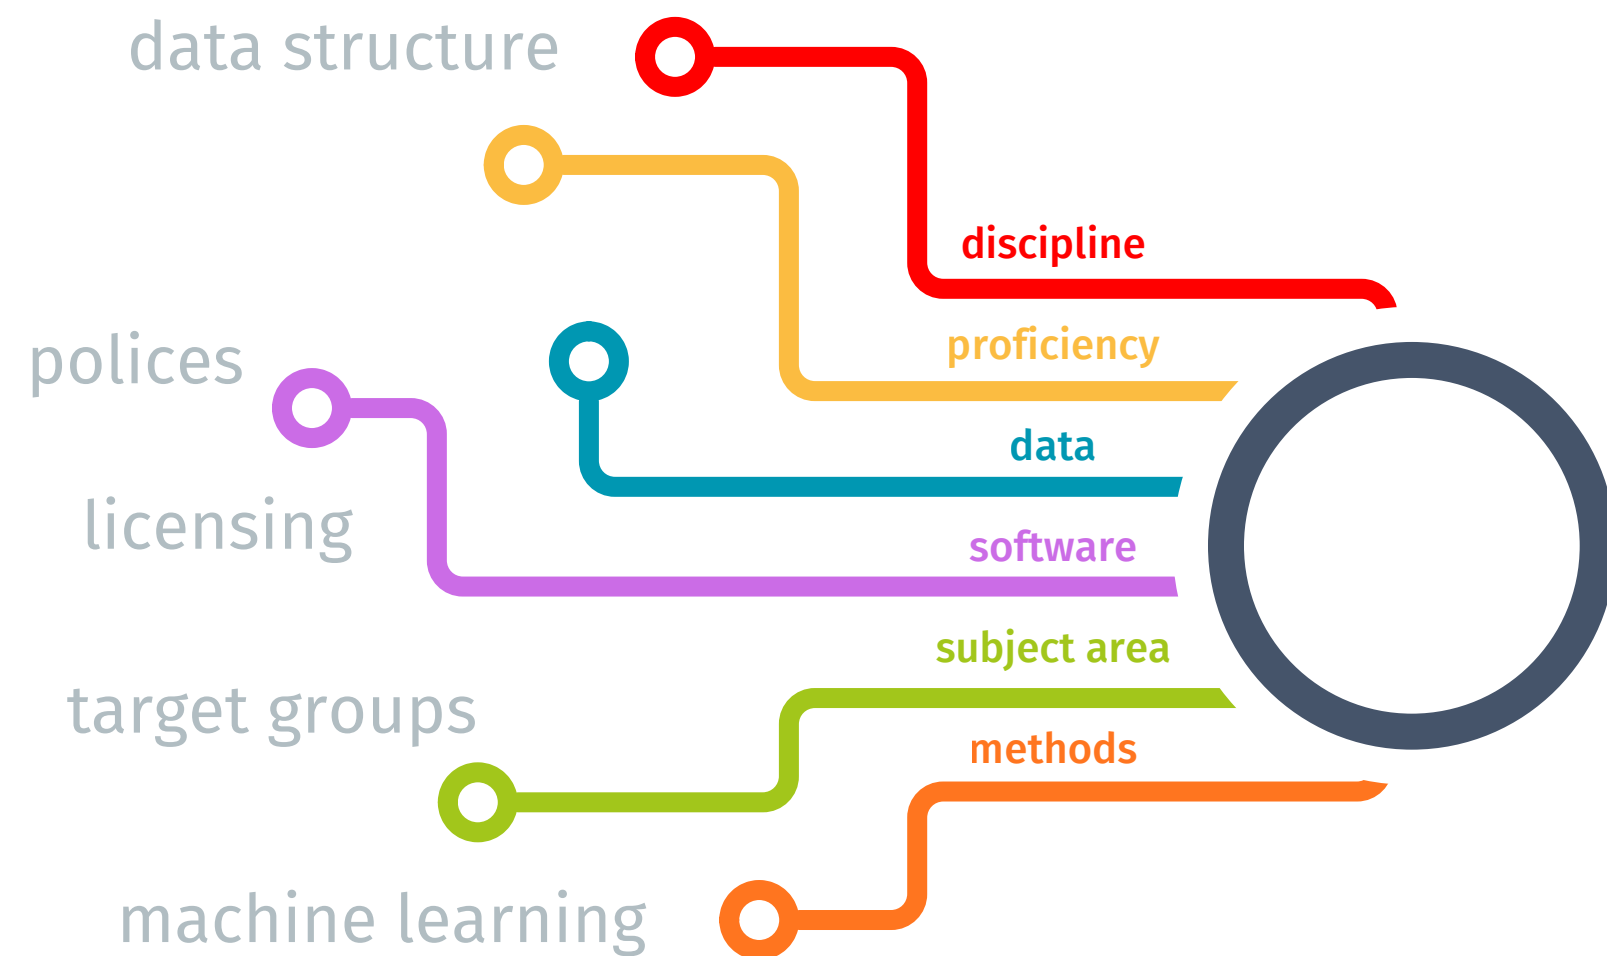 data structure
discipline
proficiency
polices
data
licensing
software
subject area
target groups
methods
machine learning